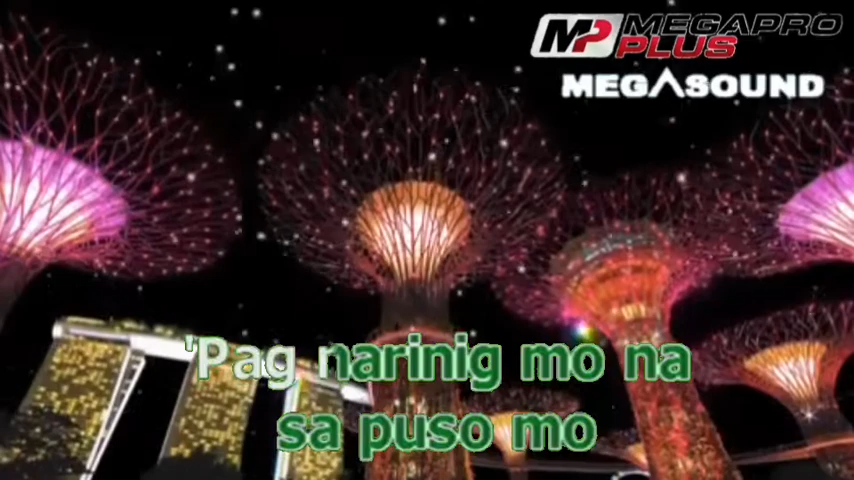 MP MEGAPRO
PLUS
MEGASOUND
'Pag narinig mo na
sa puso mo